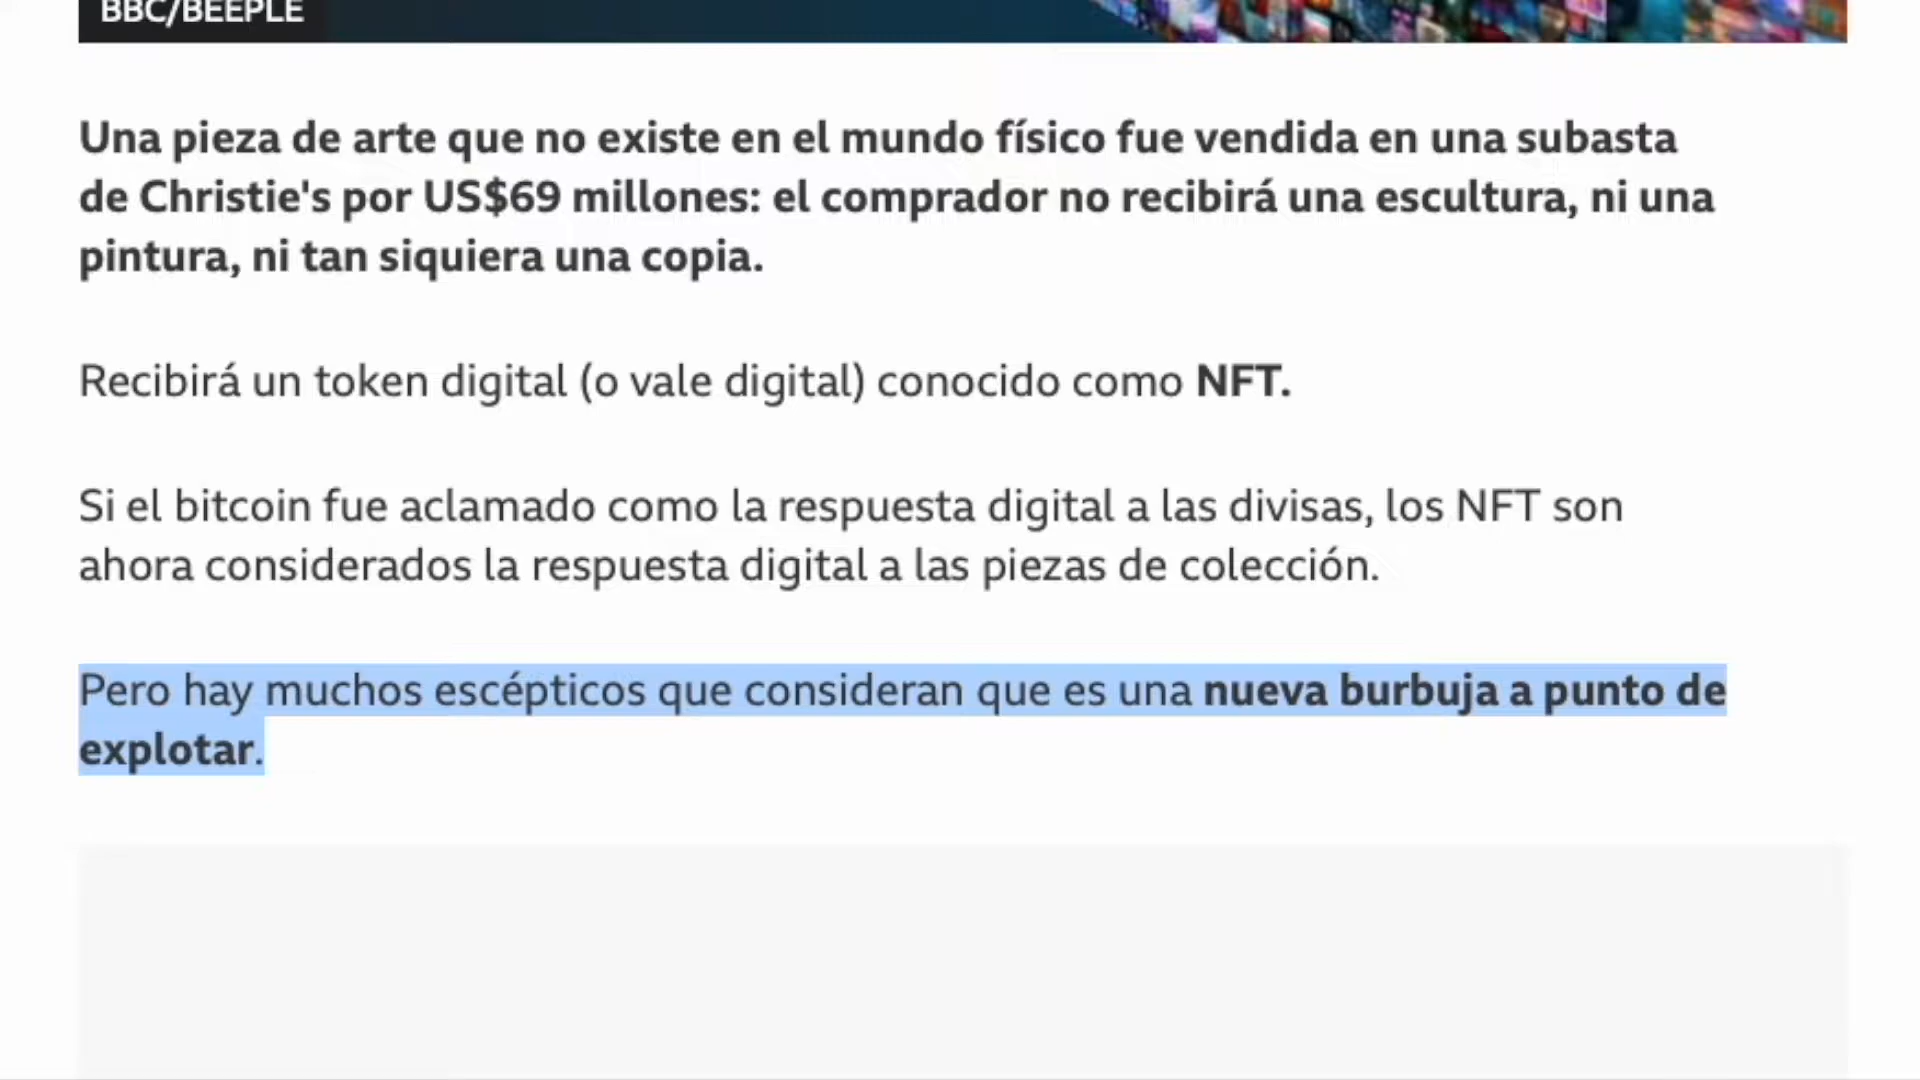 BBC/BEEPLE
Una pieza de arte que no existe en el mundo físico fue vendida en una subasta
de Christie's por US$69 millones: el comprador no recibirá una escultura, ni una
pintura, ni tan siquiera una copia.
Recibirá un token digital (o vale digital) conocido como NFT.
Si el bitcoin fue aclamado como la respuesta digital a las divisas, los NFT son
ahora considerados la respuesta digital a las piezas de colección.
Pero hay muchos escépticos que consideran que es una nueva burbuja a punto de
explotar.